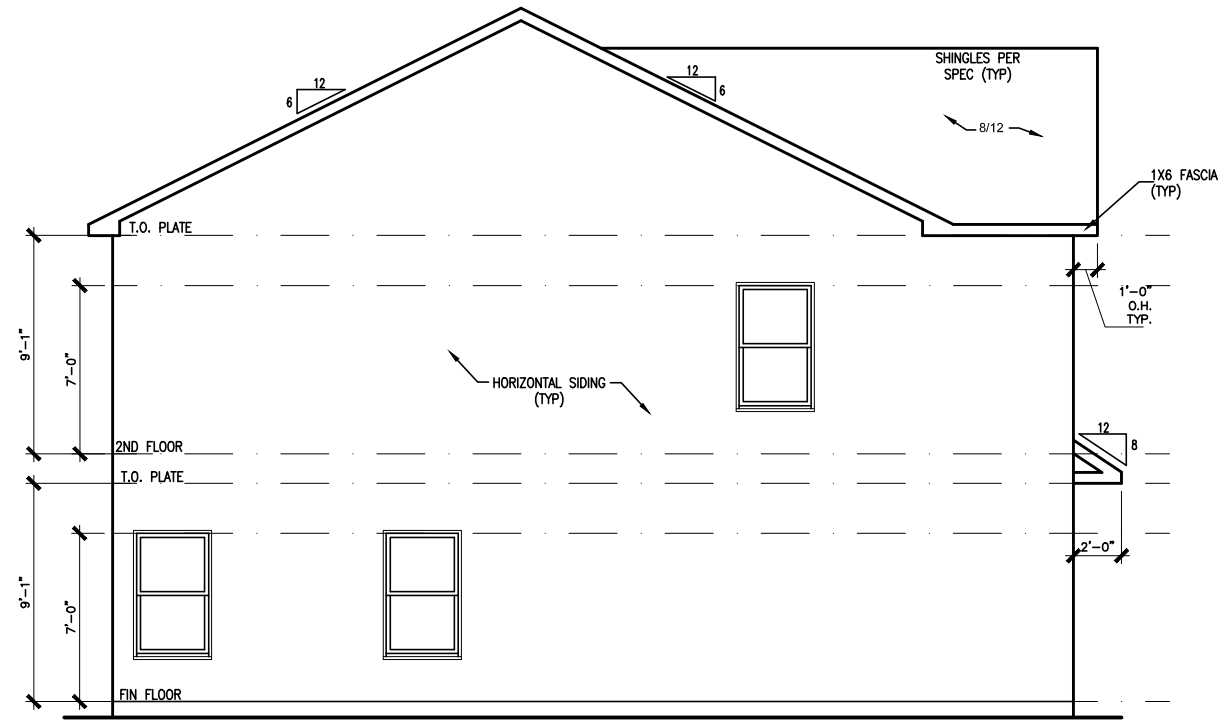 SHINGLES PER
SPEC (TYP)
12
6
12
6
8/12
1X6 FASCIA
(TYP)
T.O. PLATE
1'-0"
O.H.
TYP.
9'-1"
7'-0"
HORIZONTAL SIDING
(TYP)
12
8
2ND FLOOR
T.O. PLATE
2'-0"
9'-1"
7'-0"
FIN FLOOR